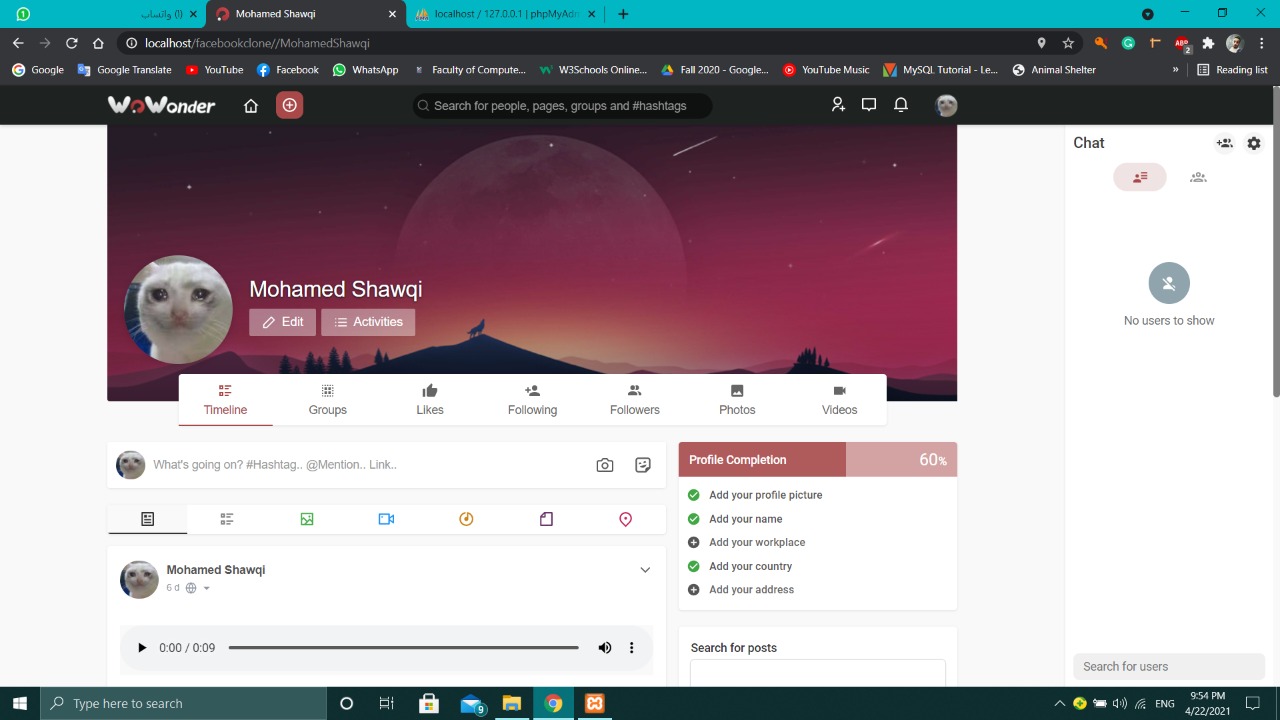 (1) واتساب
Mohamed Shawqi
localhost / 127.0.0.1 | phpMyAdm
localhost/facebookclone//MohamedShawqi
ABP
2
Google
Google Translate
YouTube
Facebook
WhatsApp
Faculty of Compute...
W3Schools Online...
Fall 2020 - Google...
YouTube Music
MySQL Tutorial - Le...
Animal Shelter
»
Reading list
WoWonder
Search for people, pages, groups and #hashtags
Chat
Mohamed Shawqi
Edit
Activities
No users to show
Timeline
Groups
Likes
Following
Followers
Photos
Videos
What's going on? #Hashtag.. @Mention.. Link..
Profile Completion
60%
Add your profile picture
Add your name
Add your workplace
Add your country
Add your address
Mohamed Shawqi
6 d
0:00 / 0:09
Search for posts
Search for users
Type here to search
9
ENG
9:54 PM
4/22/2021